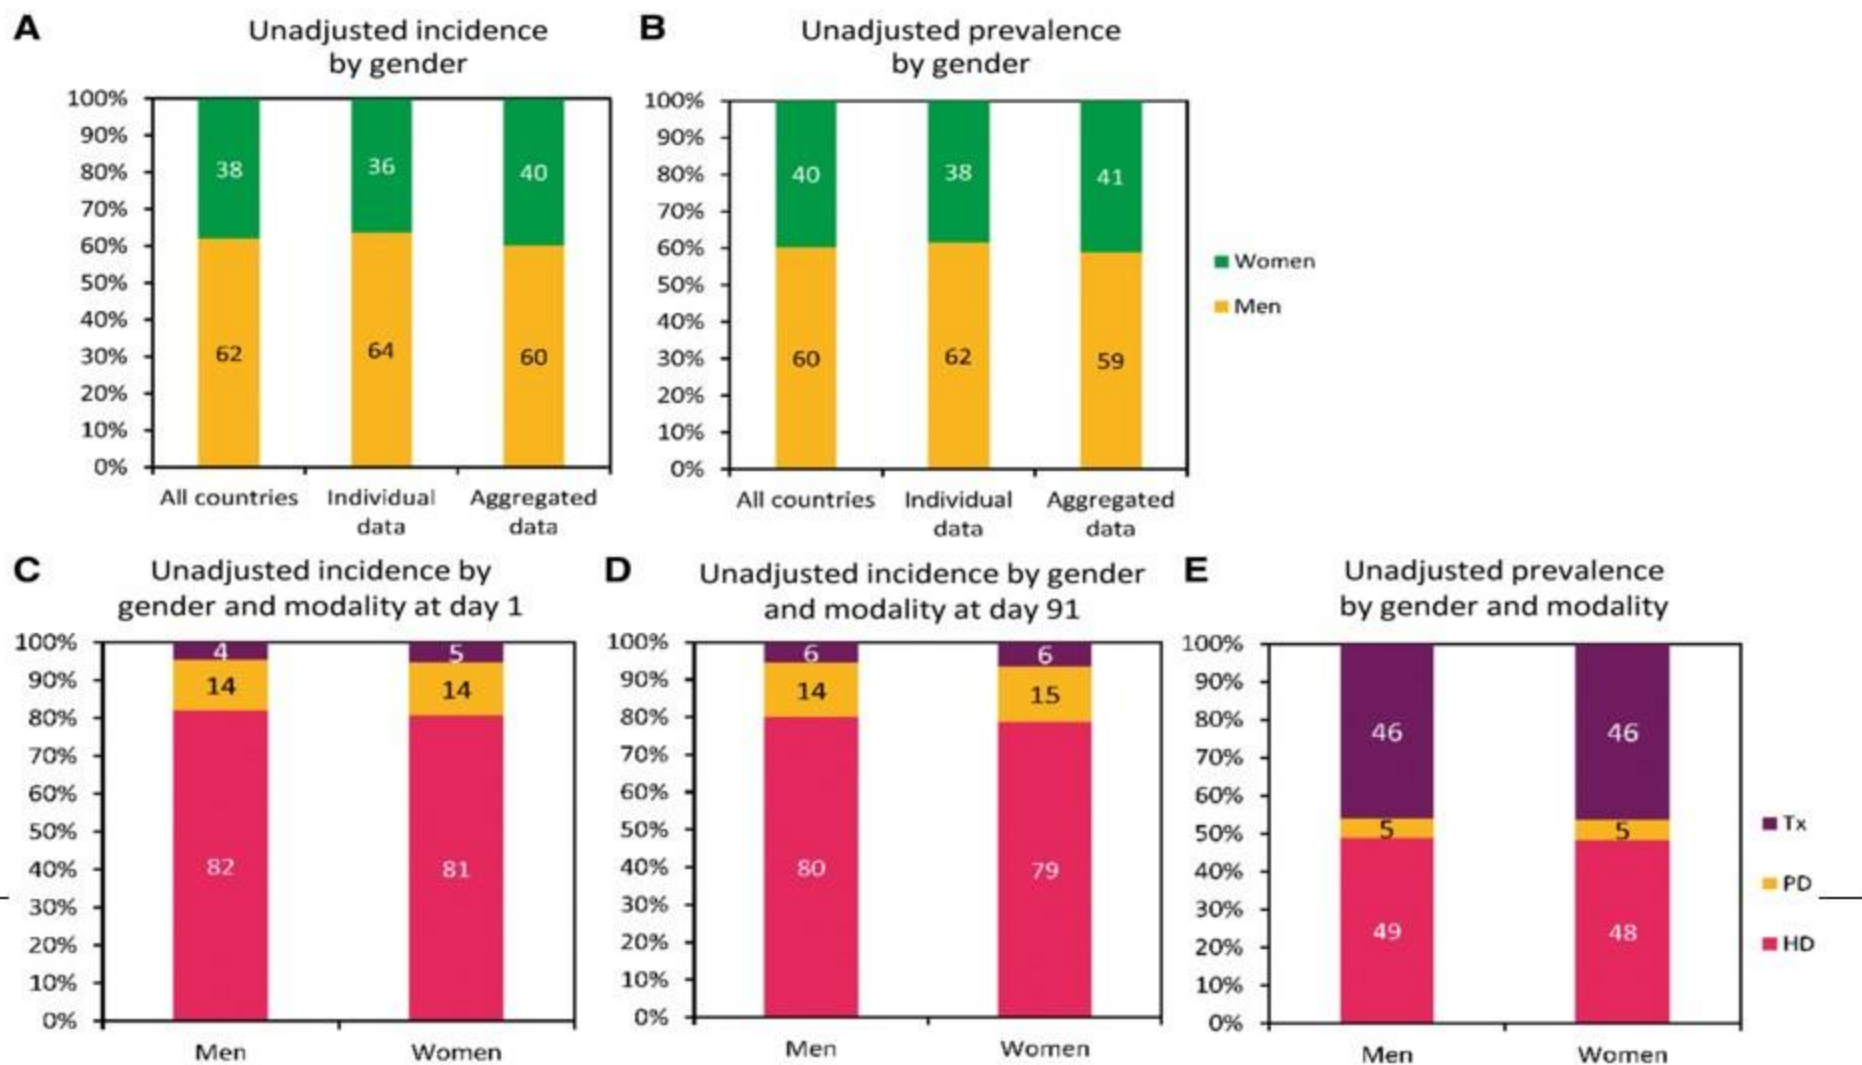 A
Unadjusted incidence
by gender
100%
90%
80%
70%
60%
50%
40%
30%
20%
10%
0%
38
36
40
62
64
60
All countries
Individual
data
Aggregated
data
B
Unadjusted prevalence
by gender
100%
90%
80%
70%
60%
50%
40%
30%
20%
10%
0%
40
38
41
60
62
59
All countries
Individual
data
Aggregated
data
Women
Men
C
Unadjusted incidence by
gender and modality at day 1
100%
90%
80%
70%
60%
50%
40%
30%
20%
10%
0%
4
5
14
14
82
81
Men
Women
D
Unadjusted incidence by gender
and modality at day 91
100%
90%
80%
70%
60%
50%
40%
30%
20%
10%
0%
6
6
14
15
80
79
Men
Women
E
Unadjusted prevalence
by gender and modality
100%
90%
80%
70%
60%
50%
40%
30%
20%
10%
0%
46
46
5
5
49
48
Men
Women
Tx
PD
HD